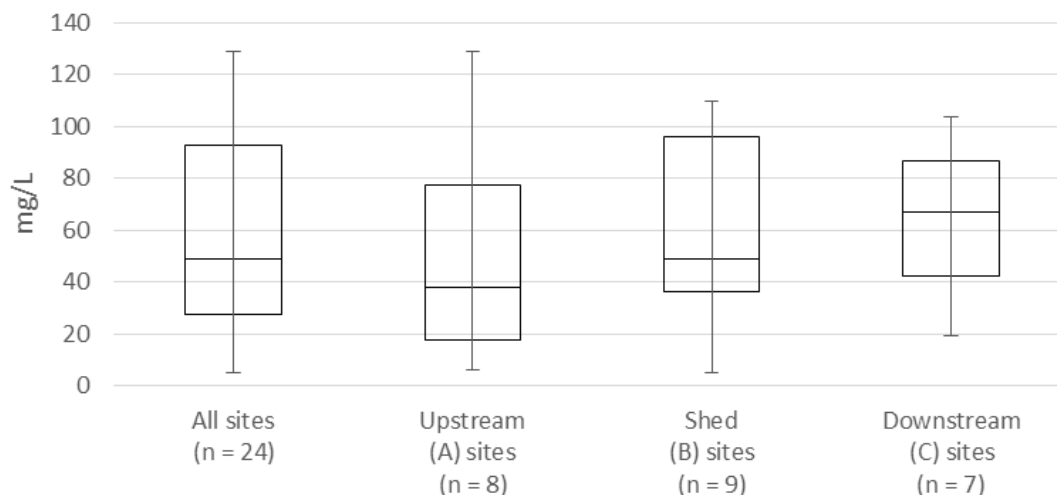 140
120
100
80
60
40
20
0
mg/L
All sites
(n = 24)
Upstream
(A) sites
(n = 8)
Shed
(B) sites
(n = 9)
Downstream
(C) sites
(n = 7)